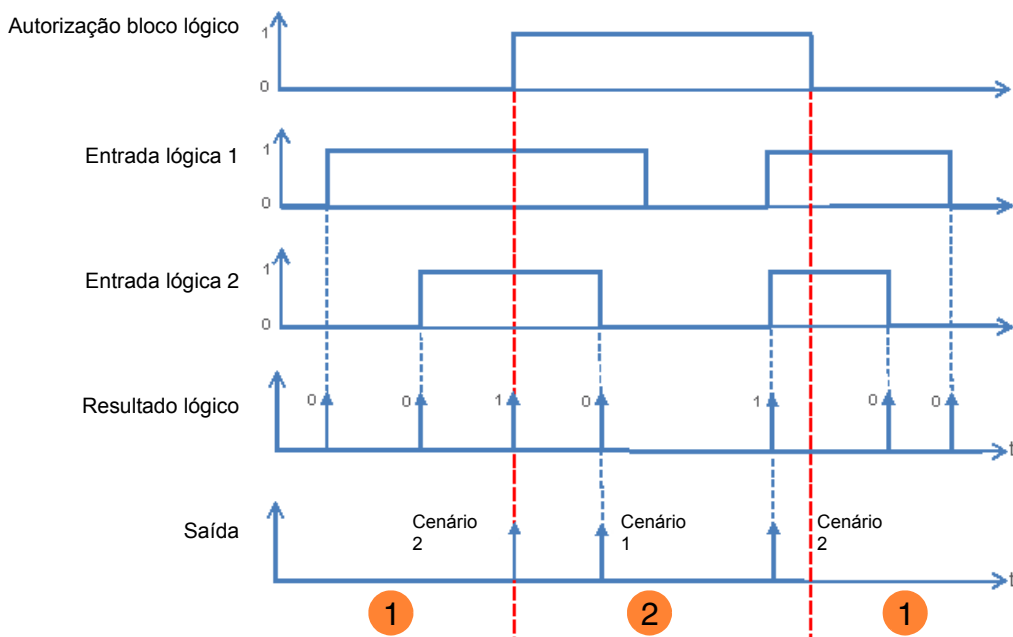 Autorização bloco lógico
1
0
Entrada lógica 1
1
0
Entrada lógica 2
1
0
Resultado lógico
0 0 1 0 1 0 0
t
Saída
Cenário
2
Cenário
1
Cenário
2
t
1 2 1